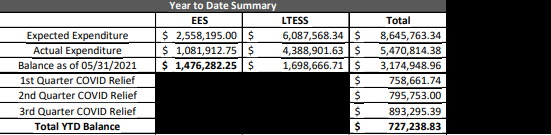 Year to Date Summary
EES LTESS Total
Expected Expenditure $ 2,558,195.00 $ 6,087,568.34 $ 8,645,763.34
Actual Expenditure $ 1,081,912.75 $ 4,388,901.63 $ 5,470,814.38
Balance as of 05/31/2021 $ 1,476,282.25 $ 1,698,666.71 $ 3,174,948.96
1st Quarter COVID Relief $ 758,661.74
2nd Quarter COVID Relief $ 795,753.00
3rd Quarter COVID Relief $ 893,295.39
Total YTD Balance $ 727,238.83